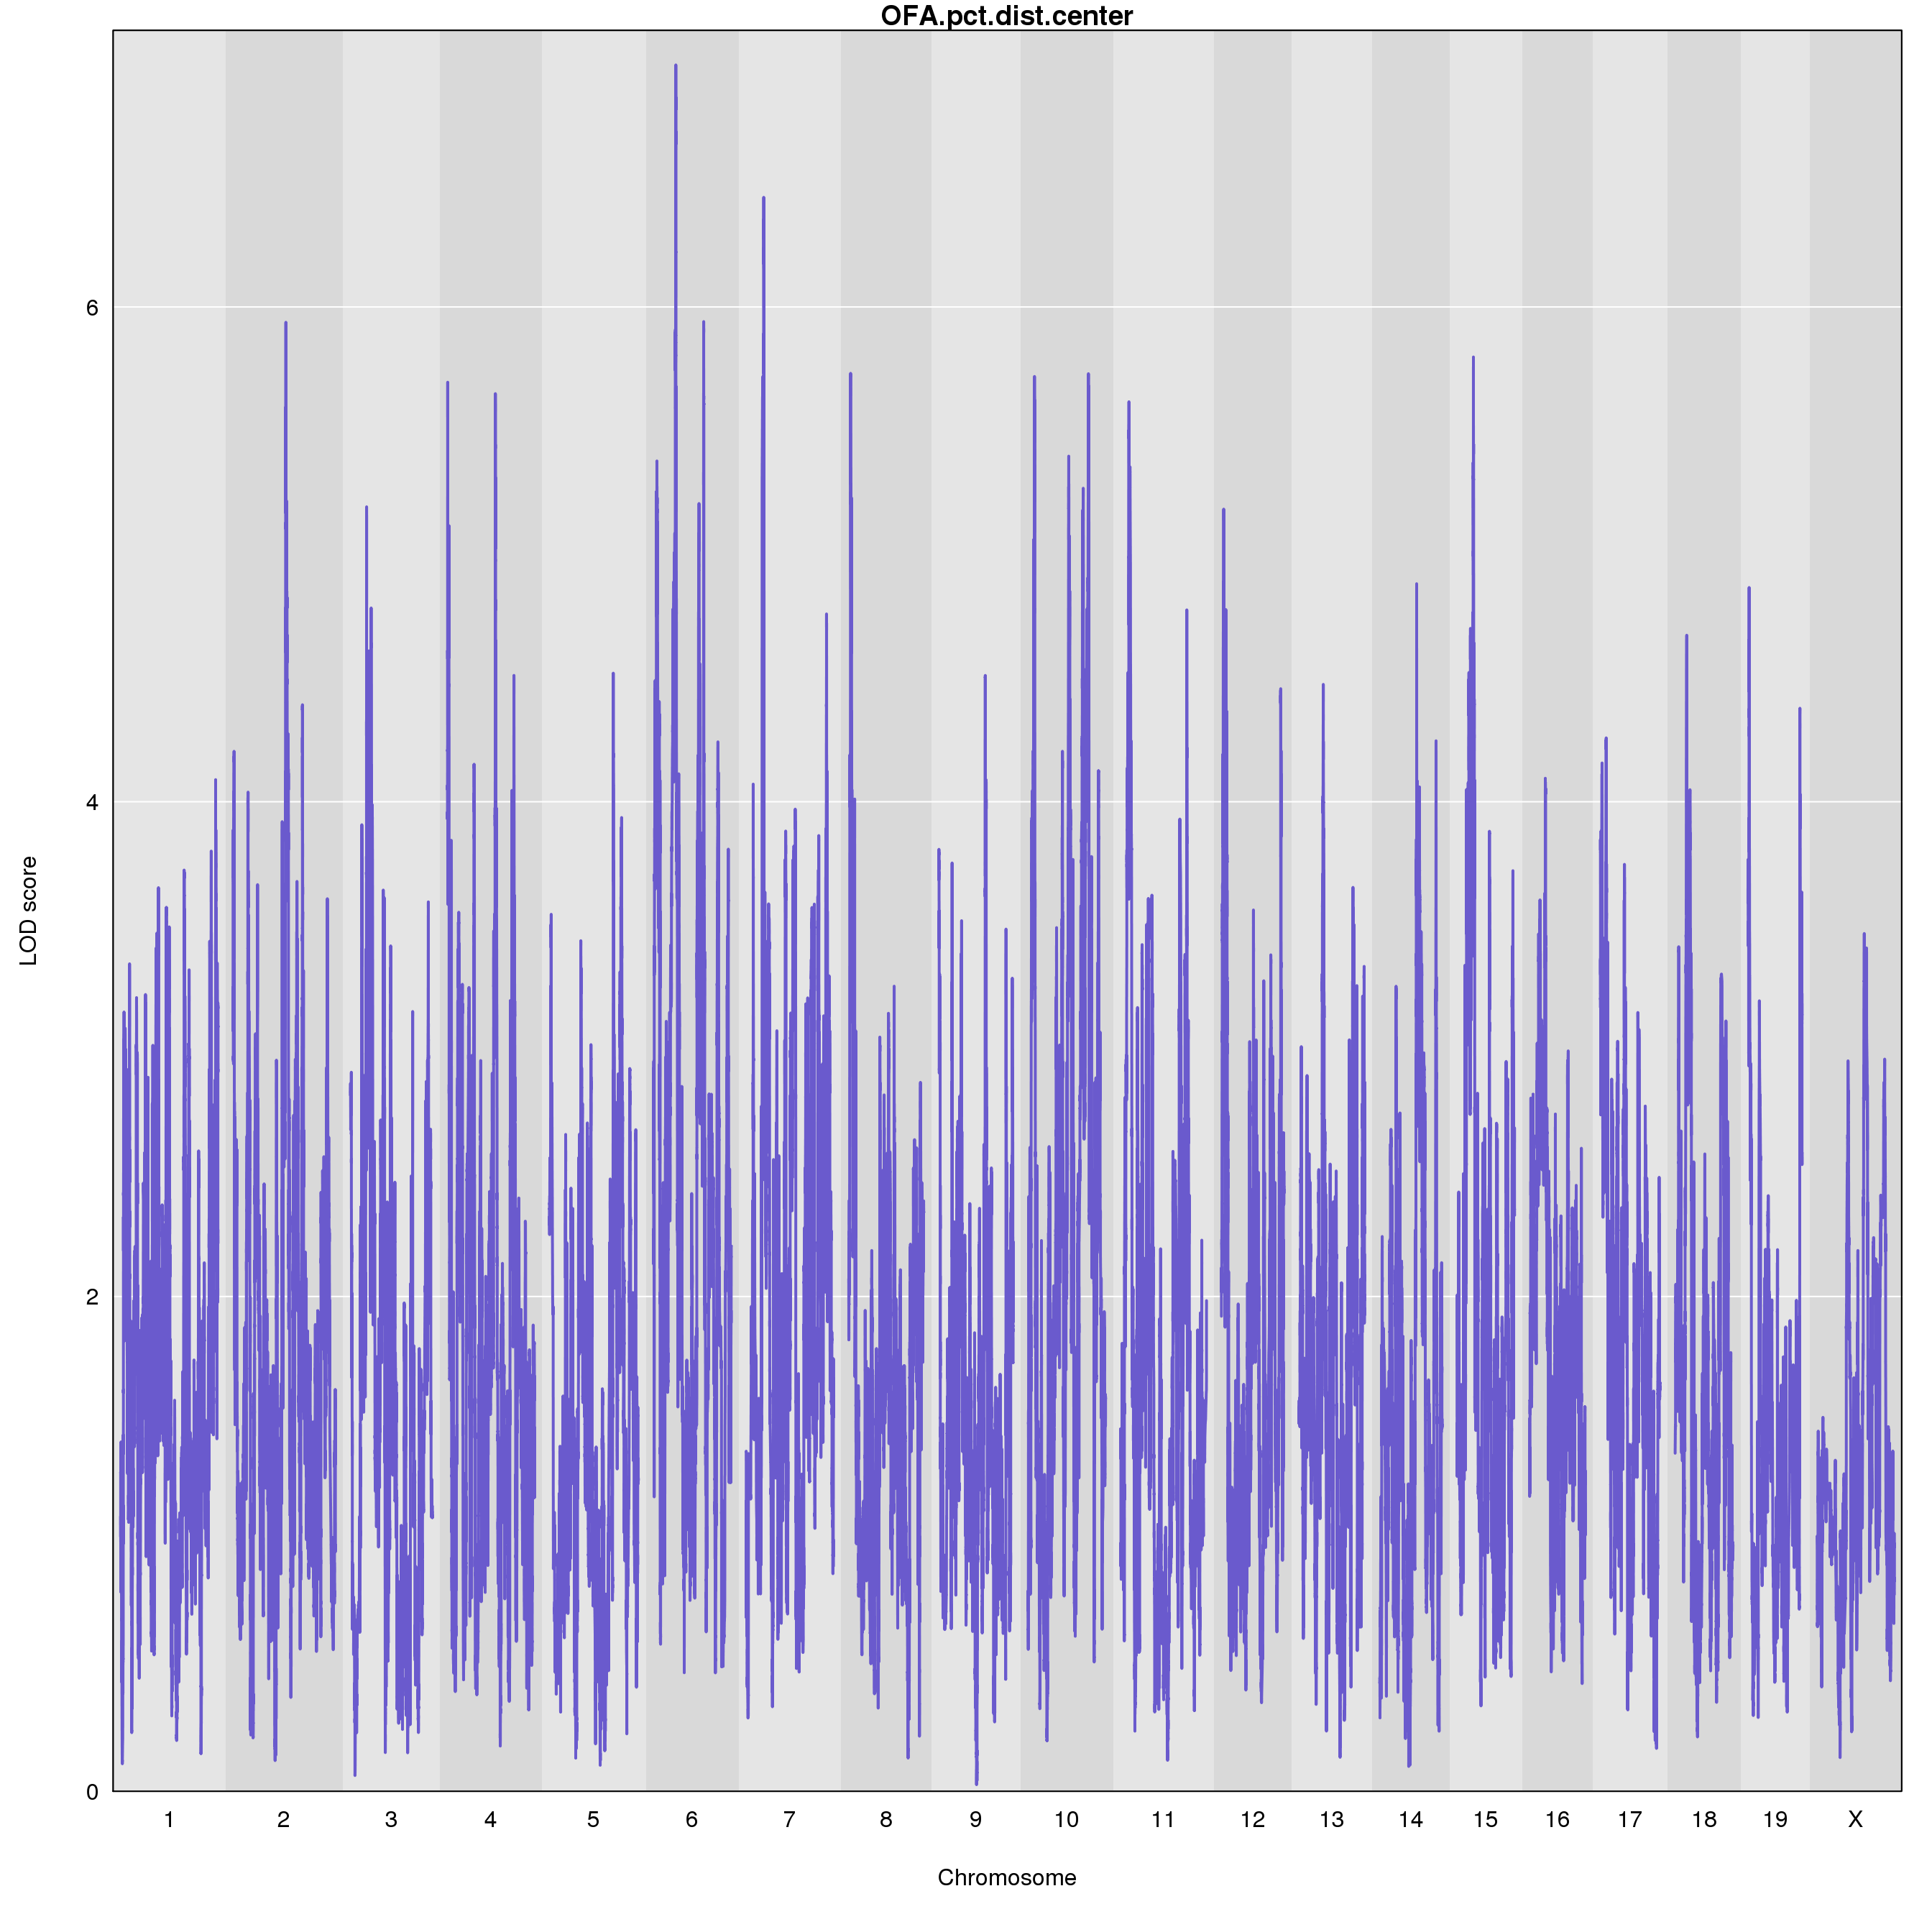 OFA.pct.dist.center
6
4
2
0
LOD score
1 2 3 4 5 6 7 8 9 10 11 12 13 14 15 16 17 18 19 X
Chromosome